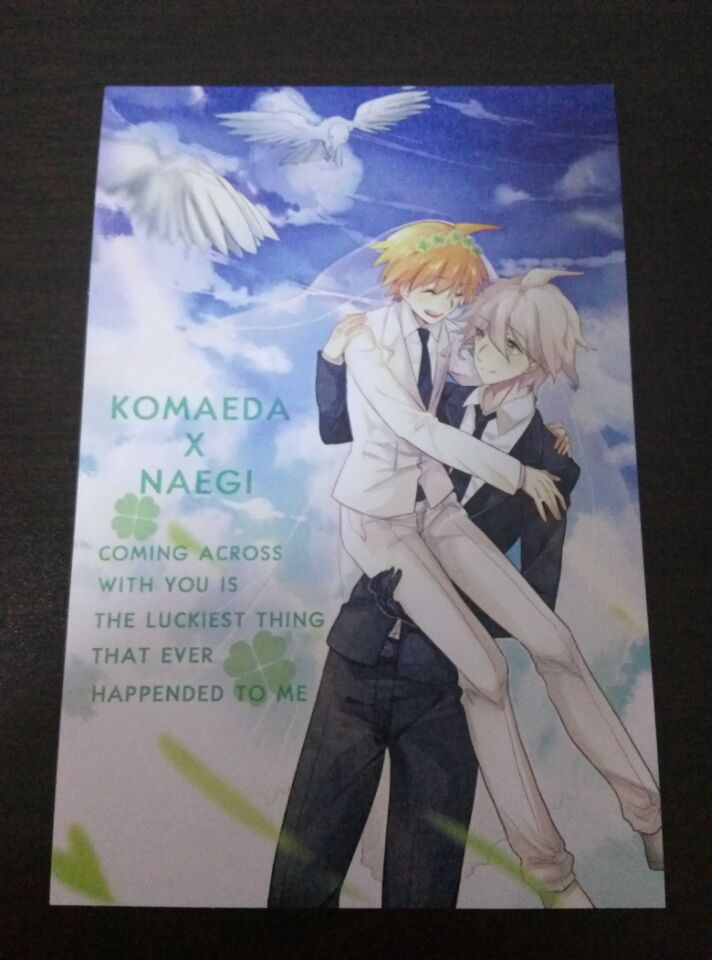 KOMAEDA
X
NAEGI
COMING ACROSS
WITH YOU IS
THE LUCKIEST THING
THAT EVER
HAPPENDED TO ME